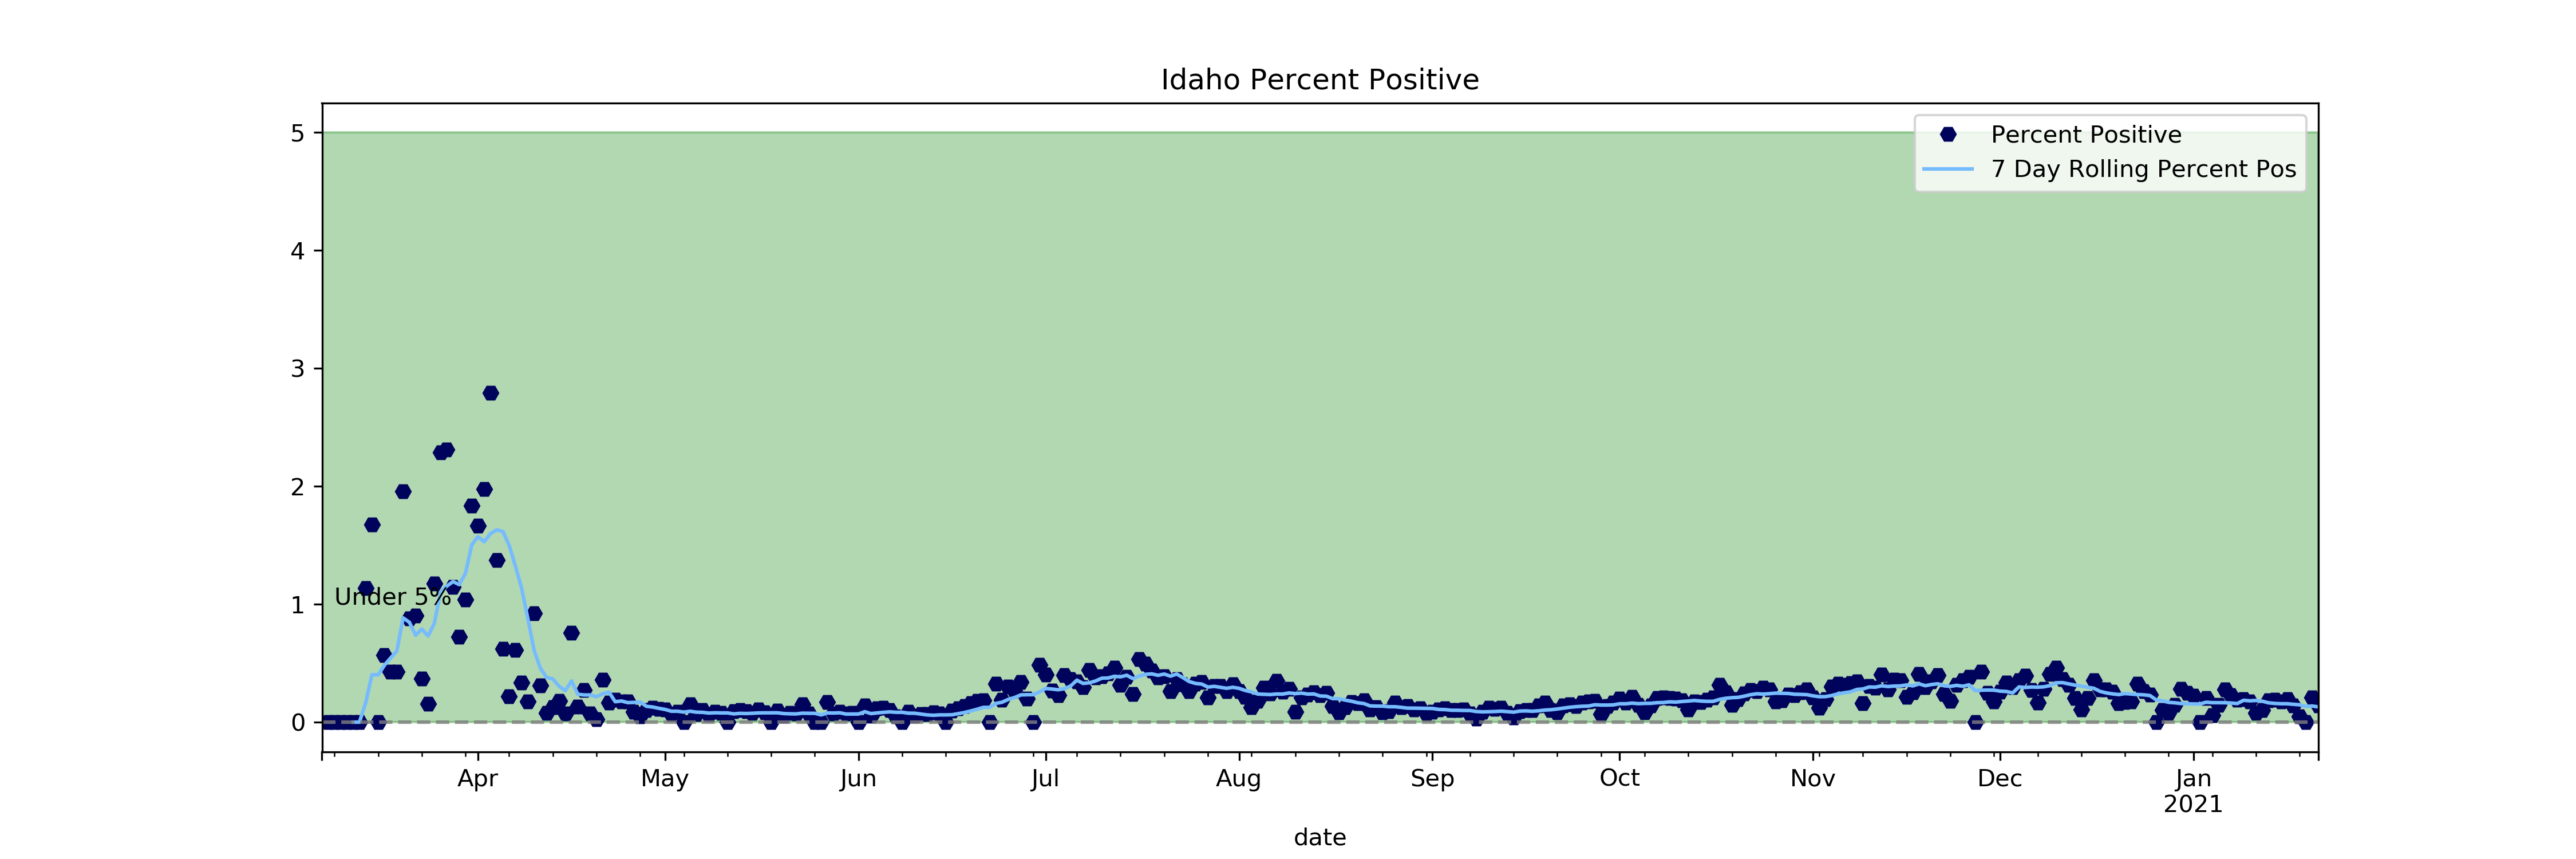 Idaho Percent Positive
5
4
3
2
1
0
Percent Positive
7 Day Rolling Percent Pos
Under 5%
Apr
May
Jun
Jul
Aug
Sep
Oct
Nov
Dec
Jan
2021
date